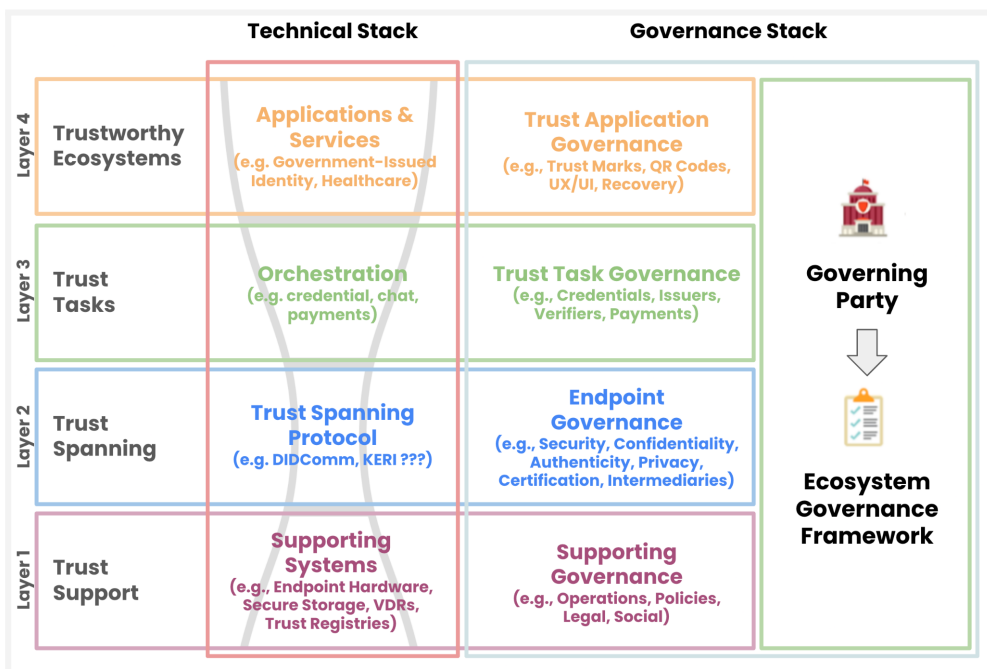 Technical Stack
Governance Stack
Layer 4
Trustworthy
Ecosystems
Applications &
Services
(e.g. Government-Issued
Identity, Healthcare)
Trust Application
Governance
(e.g., Trust Marks, QR Codes,
UX/UI, Recovery)
Layer 3
Trust
Tasks
Orchestration
(e.g. credential, chat,
payments)
Trust Task Governance
(e.g., Credentials, Issuers,
Verifiers, Payments)
Layer 2
Trust
Spanning
Trust Spanning
Protocol
(e.g. DIDComm, KERI ???)
Endpoint
Governance
(e.g., Security, Confidentiality,
Authenticity, Privacy,
Certification, Intermediaries)
Layer 1
Trust
Support
Supporting
Systems
(e.g., Endpoint Hardware,
Secure Storage, VDRs,
Trust Registries)
Supporting
Governance
(e.g., Operations, Policies,
Legal, Social)
Governing
Party
Ecosystem
Governance
Framework